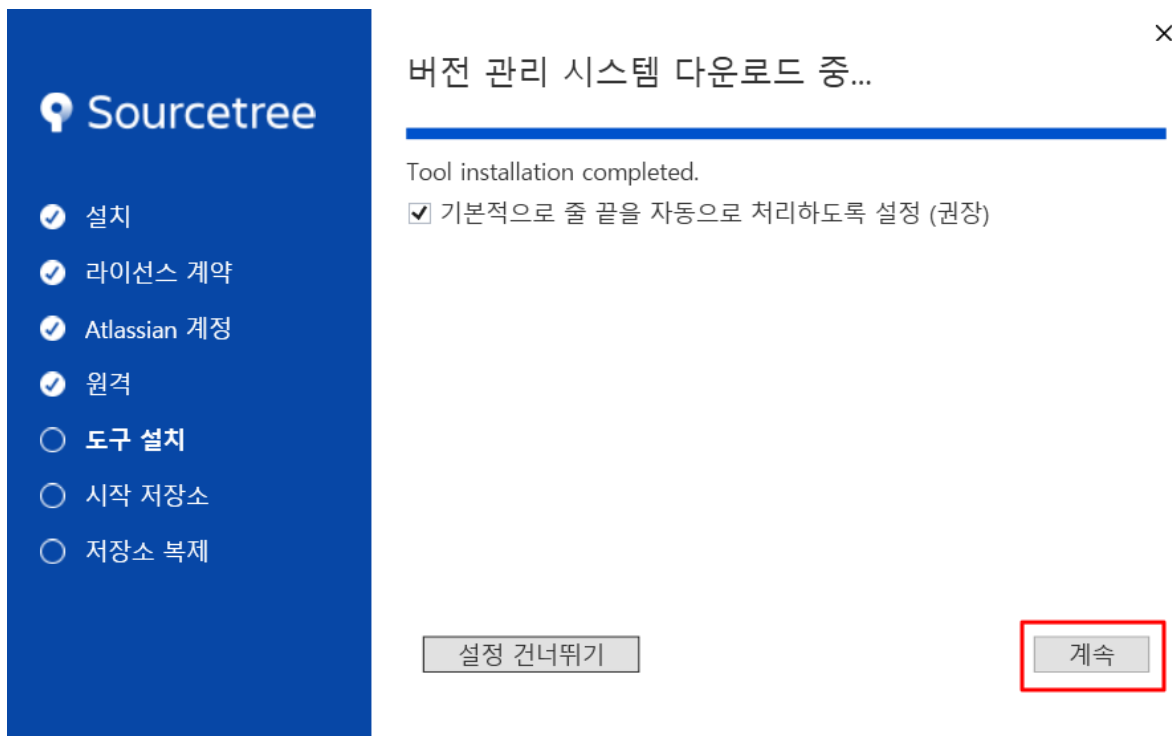 Sourcetree
설치
라이선스 계약
Atlassian 계정
원격
도구 설치
시작 저장소
저장소 복제
버전 관리 시스템 다운로드 중...
Tool installation completed.
기본적으로 줄 끝을 자동으로 처리하도록 설정 (권장)
설정 건너뛰기
계속